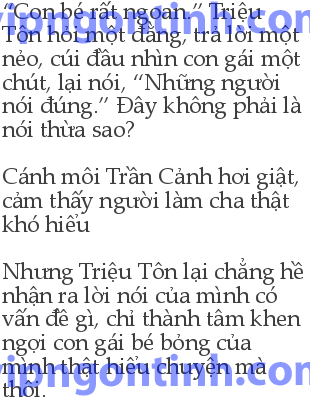 “Con bé rất ngoan.” Triệu
Tôn hỏi một đằng, trả lời một
nẻo, cúi đầu nhìn con gái một
chút, lại nói, “Những người
nói đúng.” Đây không phải là
nói thừa sao?
Cánh môi Trần Cảnh hơi giật,
cảm thấy người làm cha thật
khó hiểu
Nhưng Triệu Tôn lại chẳng hề
nhận ra lời nói của mình có
vấn đề gì, chỉ thành tâm khen
ngợi con gái bé bỏng của
mình thật hiểu chuyện mà
thôi.